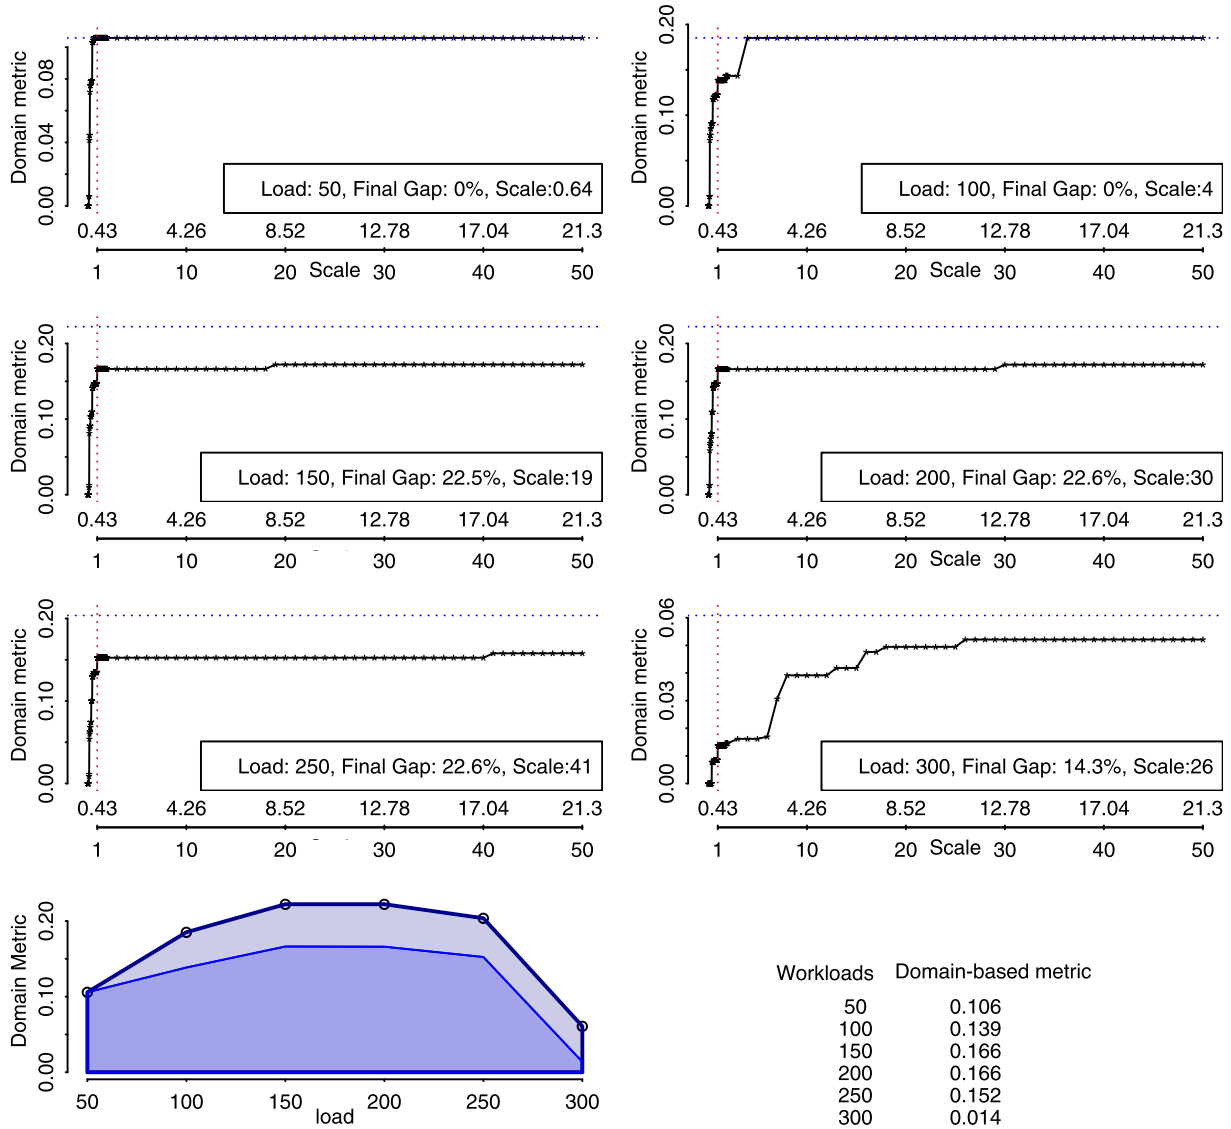 Domain metric
0.00 0.04 0.08
Load: 50, Final Gap: 0%, Scale:0.64
0.43 4.26 8.52 12.78 17.04 21.3
1 10 20 30 40 50
Scale
Domain metric
0.00 0.10 0.20
Load: 100, Final Gap: 0%, Scale:4
0.43 4.26 8.52 12.78 17.04 21.3
1 10 20 30 40 50
Scale
Domain metric
0.00 0.10 0.20
Load: 150, Final Gap: 22.5%, Scale:19
0.43 4.26 8.52 12.78 17.04 21.3
1 10 20 30 40 50
Domain metric
0.00 0.10 0.20
Load: 200, Final Gap: 22.6%, Scale:30
0.43 4.26 8.52 12.78 17.04 21.3
1 10 20 30 40 50
Scale
Domain metric
0.00 0.10 0.20
Load: 250, Final Gap: 22.6%, Scale:41
0.43 4.26 8.52 12.78 17.04 21.3
1 10 20 30 40 50
Domain metric
0.00 0.03 0.06
Load: 300, Final Gap: 14.3%, Scale:26
0.43 4.26 8.52 12.78 17.04 21.3
1 10 20 30 40 50
Scale
Domain Metric
0.00 0.10 0.20
50 100 150 200 250 300
load
Workloads Domain-based metric
50 0.106
100 0.139
150 0.166
200 0.166
250 0.152
300 0.014